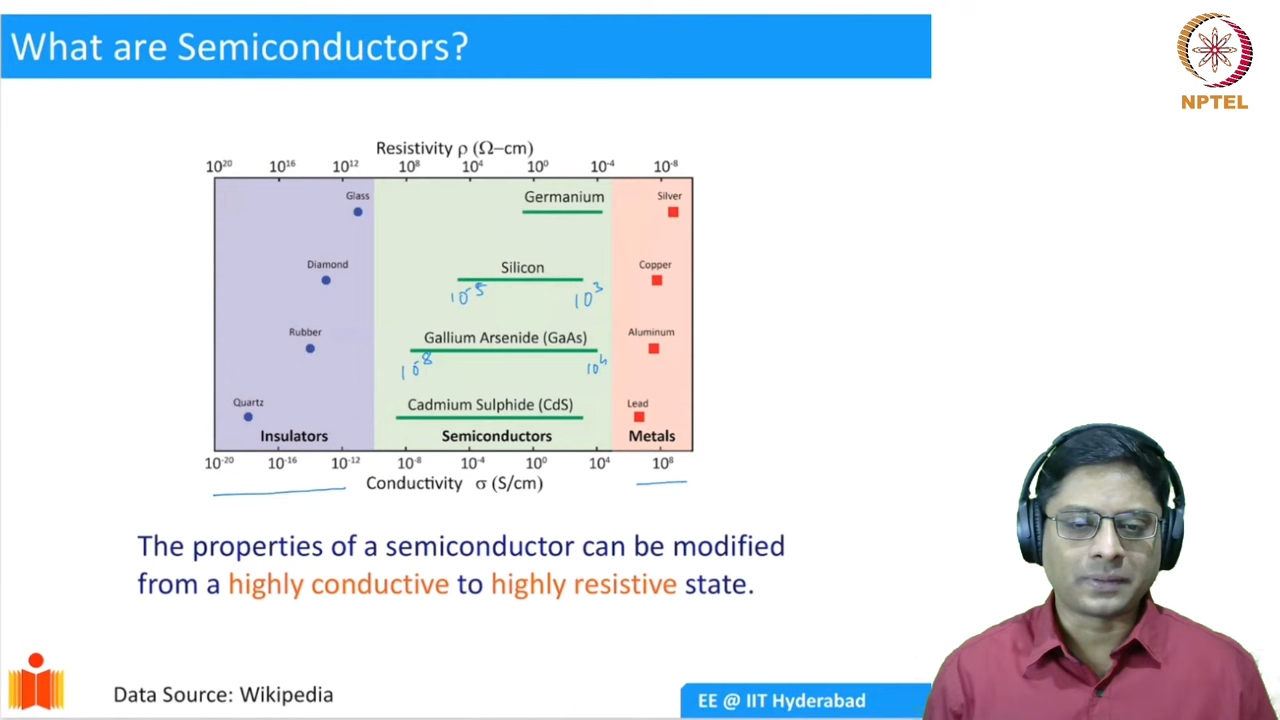 What are Semiconductors?
NPTEL
Resistivity ρ (Ω–cm)
10²⁰ 10¹⁶ 10¹² 10⁸ 10⁴ 10⁰ 10⁻⁴ 10⁻⁸
Glass Germanium Silver
Diamond Silicon Copper
10⁻⁵ 10³
Rubber Gallium Arsenide (GaAs) Aluminum
10⁻⁸ 10⁴
Quartz Cadmium Sulphide (CdS) Lead
Insulators Semiconductors Metals
10⁻²⁰ 10⁻¹⁶ 10⁻¹² 10⁻⁸ 10⁻⁴ 10⁰ 10⁴ 10⁸
Conductivity σ (S/cm)
The properties of a semiconductor can be modified
from a highly conductive to highly resistive state.
Data Source: Wikipedia
EE @ IIT Hyderabad